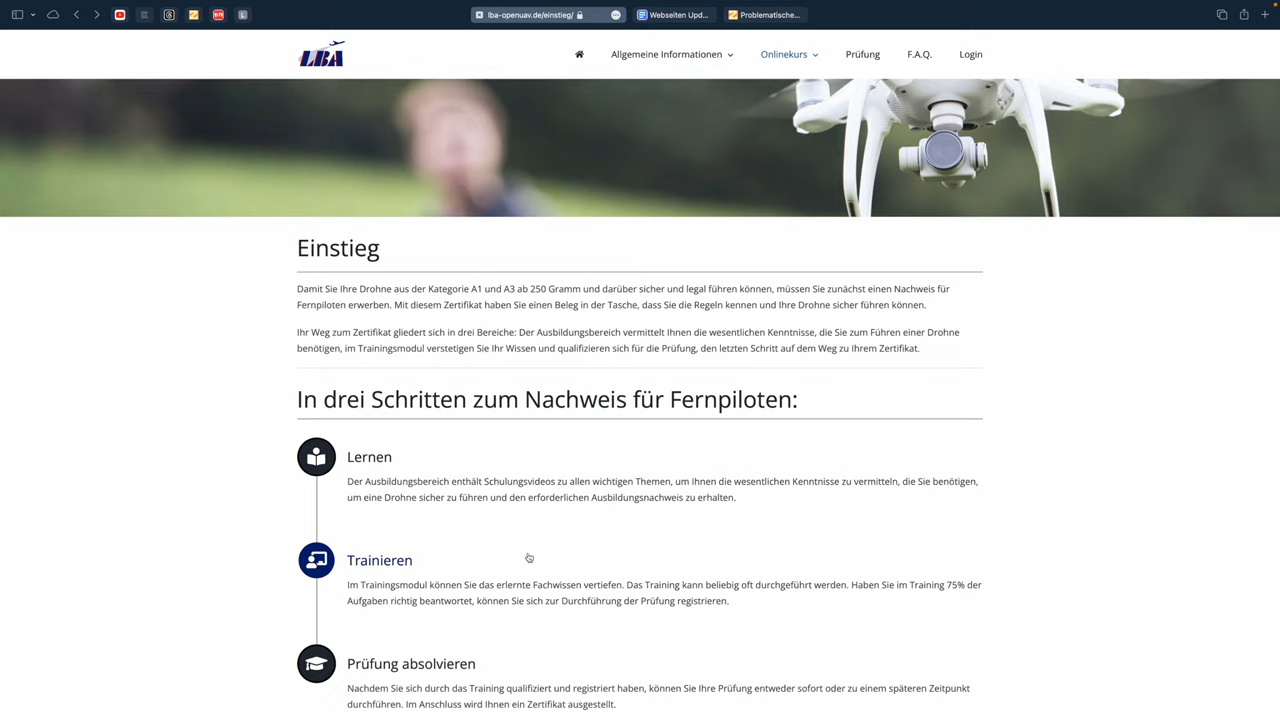 lba-openuav.de/einstieg/
Webseiten Upd...
Problematische...
LBA
Allgemeine Informationen
Onlinekurs
Prüfung
F.A.Q.
Login
Einstieg
Damit Sie Ihre Drohne aus der Kategorie A1 und A3 ab 250 Gramm und darüber sicher und legal führen können, müssen Sie zunächst einen Nachweis für
Fernpiloten erwerben. Mit diesem Zertifikat haben Sie einen Beleg in der Tasche, dass Sie die Regeln kennen und Ihre Drohne sicher führen können.
Ihr Weg zum Zertifikat gliedert sich in drei Bereiche: Der Ausbildungsbereich vermittelt Ihnen die wesentlichen Kenntnisse, die Sie zum Führen einer Drohne
benötigen, im Trainingsmodul verstetigen Sie Ihr Wissen und qualifizieren sich für die Prüfung, den letzten Schritt auf dem Weg zu Ihrem Zertifikat.
In drei Schritten zum Nachweis für Fernpiloten:
Lernen
Der Ausbildungsbereich enthält Schulungsvideos zu allen wichtigen Themen, um Ihnen die wesentlichen Kenntnisse zu vermitteln, die Sie benötigen,
um eine Drohne sicher zu führen und den erforderlichen Ausbildungsnachweis zu erhalten.
Trainieren
Im Trainingsmodul können Sie das erlernte Fachwissen vertiefen. Das Training kann beliebig oft durchgeführt werden. Haben Sie im Training 75% der
Aufgaben richtig beantwortet, können Sie sich zur Durchführung der Prüfung registrieren.
Prüfung absolvieren
Nachdem Sie sich durch das Training qualifiziert und registriert haben, können Sie Ihre Prüfung entweder sofort oder zu einem späteren Zeitpunkt
durchführen. Im Anschluss wird Ihnen ein Zertifikat ausgestellt.